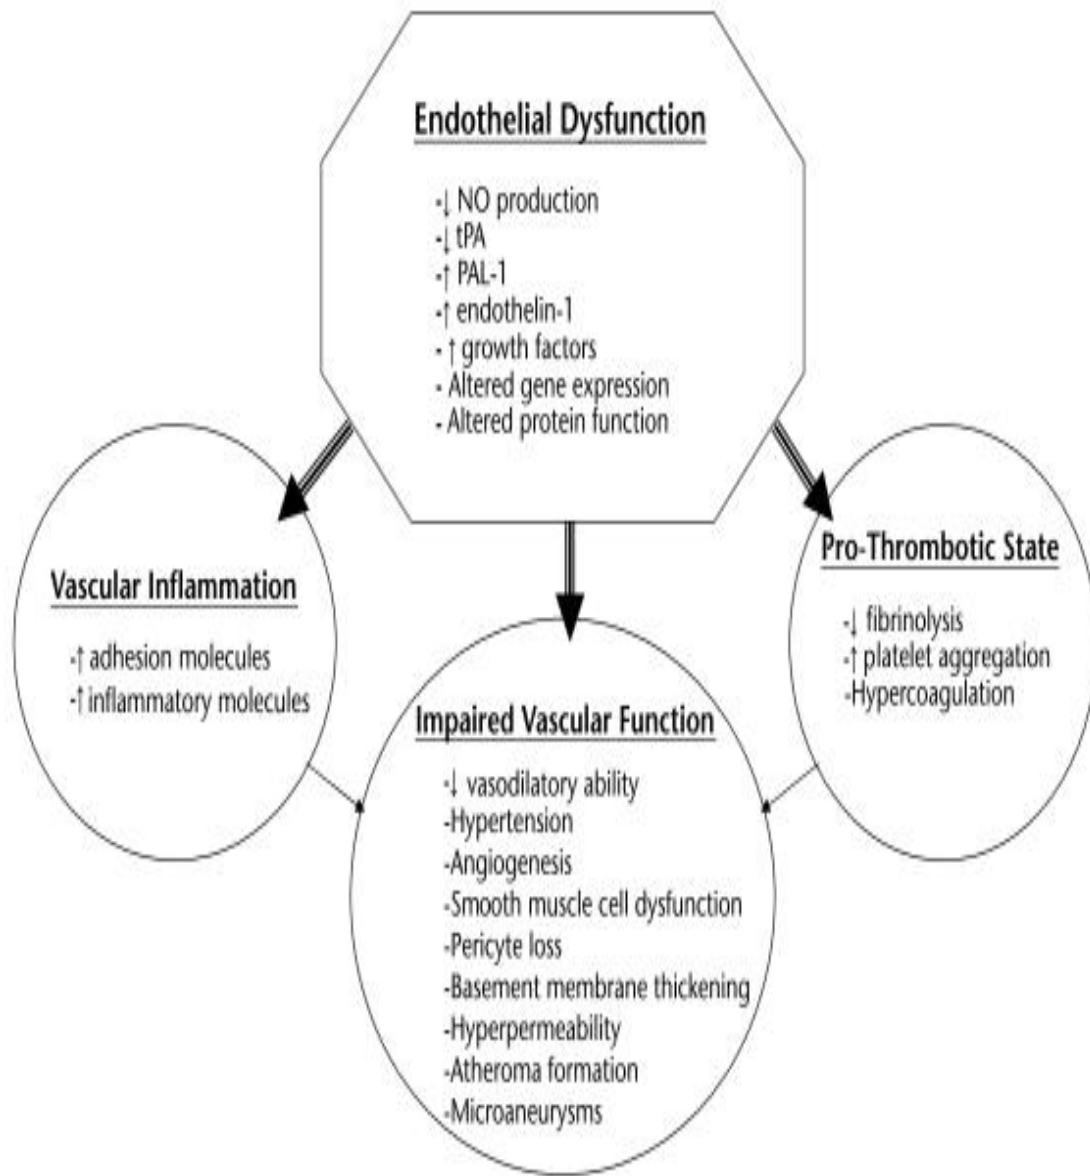 Endothelial Dysfunction
-↓ NO production
-↓ tPA
-↑ PAL-1
-↑ endothelin-1
- ↑ growth factors
- Altered gene expression
- Altered protein function
Vascular Inflammation
-↑ adhesion molecules
-↑ inflammatory molecules
Pro-Thrombotic State
-↓ fibrinolysis
-↑ platelet aggregation
-Hypercoagulation
Impaired Vascular Function
-↓ vasodilatory ability
-Hypertension
-Angiogenesis
-Smooth muscle cell dysfunction
-Pericyte loss
-Basement membrane thickening
-Hyperpermeability
-Atheroma formation
-Microaneurysms